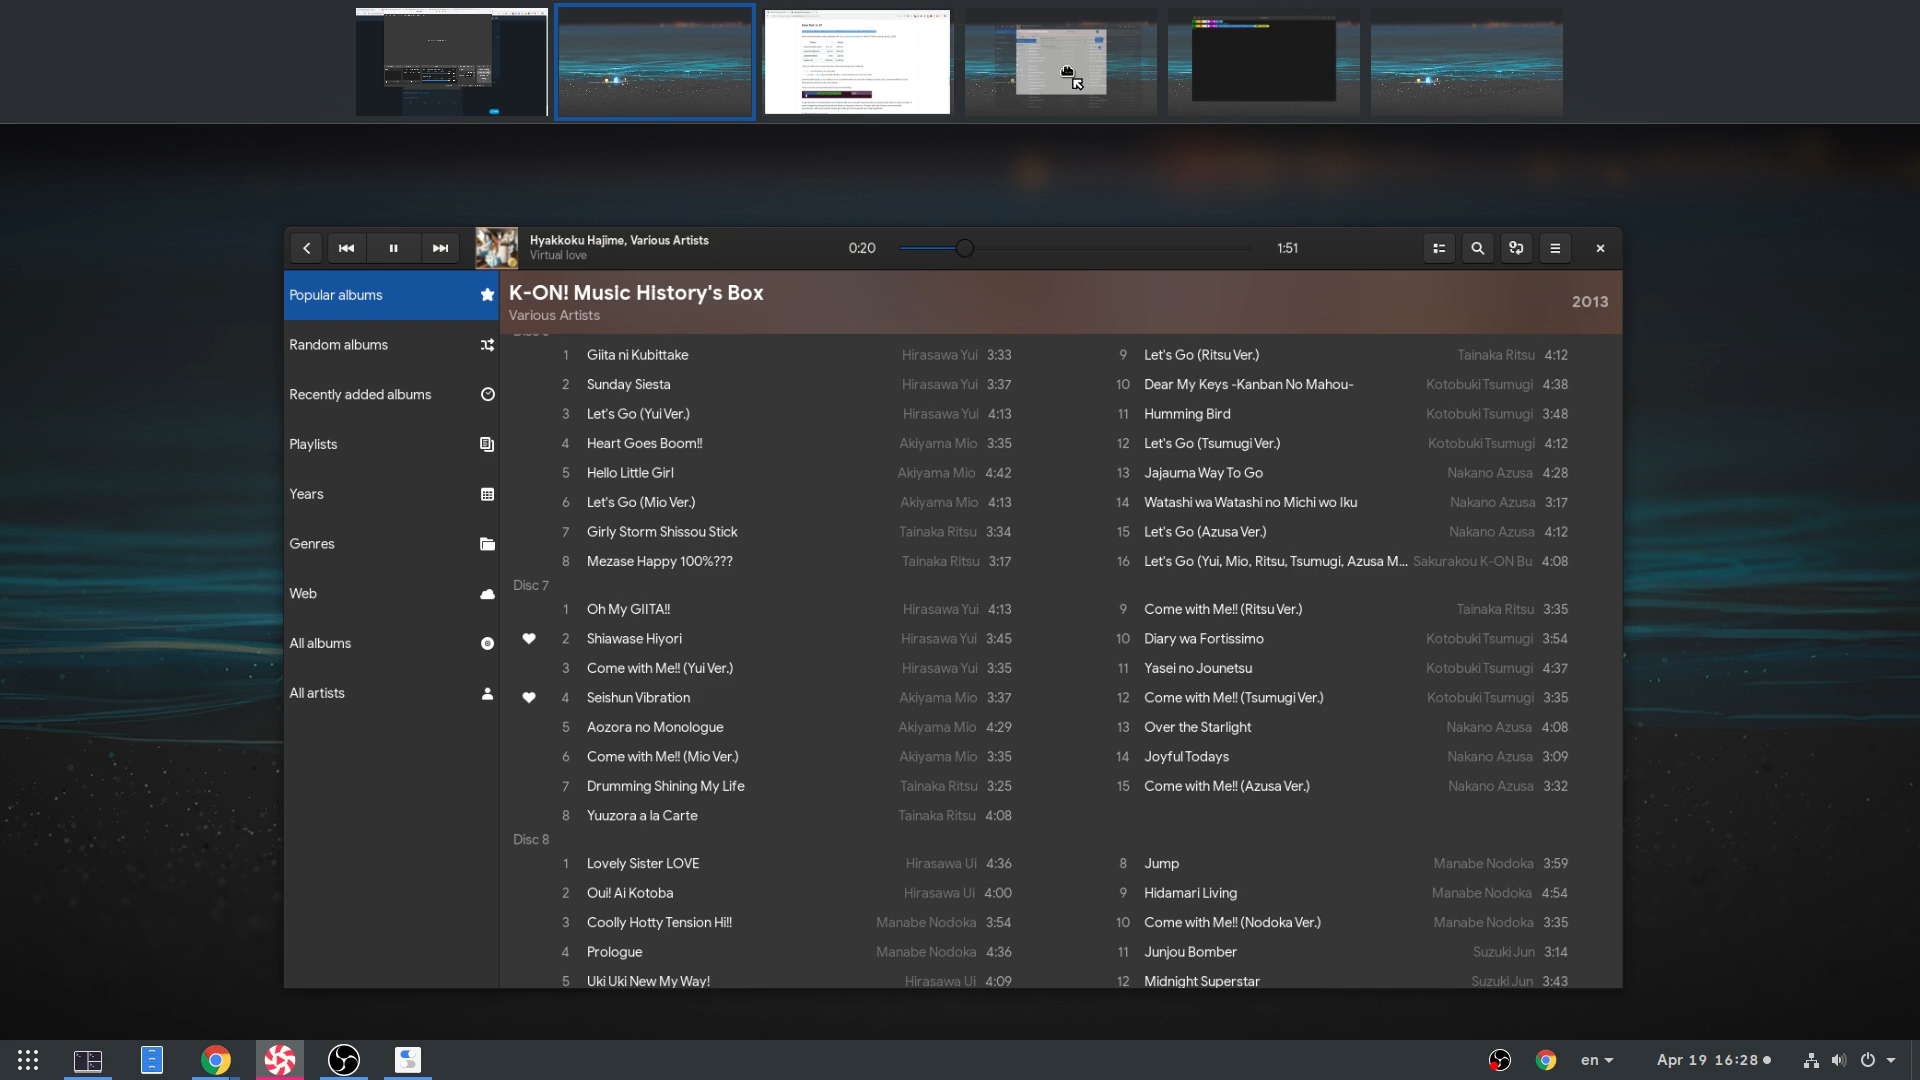 Hyakkoku Hajime, Various Artists
Virtual love
0:20
1:51
Popular albums
Random albums
Recently added albums
Playlists
Years
Genres
Web
All albums
All artists
K-ON! Music History's Box
Various Artists
2013
1 Giita ni Kubittake Hirasawa Yui 3:33
2 Sunday Siesta Hirasawa Yui 3:37
3 Let's Go (Yui Ver.) Hirasawa Yui 4:13
4 Heart Goes Boom!! Akiyama Mio 3:35
5 Hello Little Girl Akiyama Mio 4:42
6 Let's Go (Mio Ver.) Akiyama Mio 4:13
7 Girly Storm Shissou Stick Tainaka Ritsu 3:34
8 Mezase Happy 100%??? Tainaka Ritsu 3:17
9 Let's Go (Ritsu Ver.) Tainaka Ritsu 4:12
10 Dear My Keys -Kanban No Mahou- Kotobuki Tsumugi 4:38
11 Humming Bird Kotobuki Tsumugi 3:48
12 Let's Go (Tsumugi Ver.) Kotobuki Tsumugi 4:12
13 Jajauma Way To Go Nakano Azusa 4:28
14 Watashi wa Watashi no Michi wo Iku Nakano Azusa 3:17
15 Let's Go (Azusa Ver.) Nakano Azusa 4:12
16 Let's Go (Yui, Mio, Ritsu, Tsumugi, Azusa M... Sakurakou K-ON Bu 4:08
Disc 7
1 Oh My GIITA!! Hirasawa Yui 4:13
2 Shiawase Hiyori Hirasawa Yui 3:45
3 Come with Me!! (Yui Ver.) Hirasawa Yui 3:35
4 Seishun Vibration Akiyama Mio 3:37
5 Aozora no Monologue Akiyama Mio 4:29
6 Come with Me!! (Mio Ver.) Akiyama Mio 3:35
7 Drumming Shining My Life Tainaka Ritsu 3:25
8 Yuuzora a la Carte Tainaka Ritsu 4:08
9 Come with Me!! (Ritsu Ver.) Tainaka Ritsu 3:35
10 Diary wa Fortissimo Kotobuki Tsumugi 3:54
11 Yasei no Jounetsu Kotobuki Tsumugi 4:37
12 Come with Me!! (Tsumugi Ver.) Kotobuki Tsumugi 3:35
13 Over the Starlight Nakano Azusa 4:08
14 Joyful Todays Nakano Azusa 3:09
15 Come with Me!! (Azusa Ver.) Nakano Azusa 3:32
Disc 8
1 Lovely Sister LOVE Hirasawa Ui 4:36
2 Oui! Ai Kotoba Hirasawa Ui 4:00
3 Coolly Hotty Tension Hi!! Manabe Nodoka 3:54
4 Prologue Manabe Nodoka 4:36
5 Uki Uki New My Way! Hirasawa Ui 4:09
8 Jump Manabe Nodoka 3:59
9 Hidamari Living Manabe Nodoka 4:54
10 Come with Me!! (Nodoka Ver.) Manabe Nodoka 3:35
11 Junjou Bomber Suzuki Jun 3:14
12 Midnight Superstar Suzuki Jun 3:43
en
Apr 19 16:28